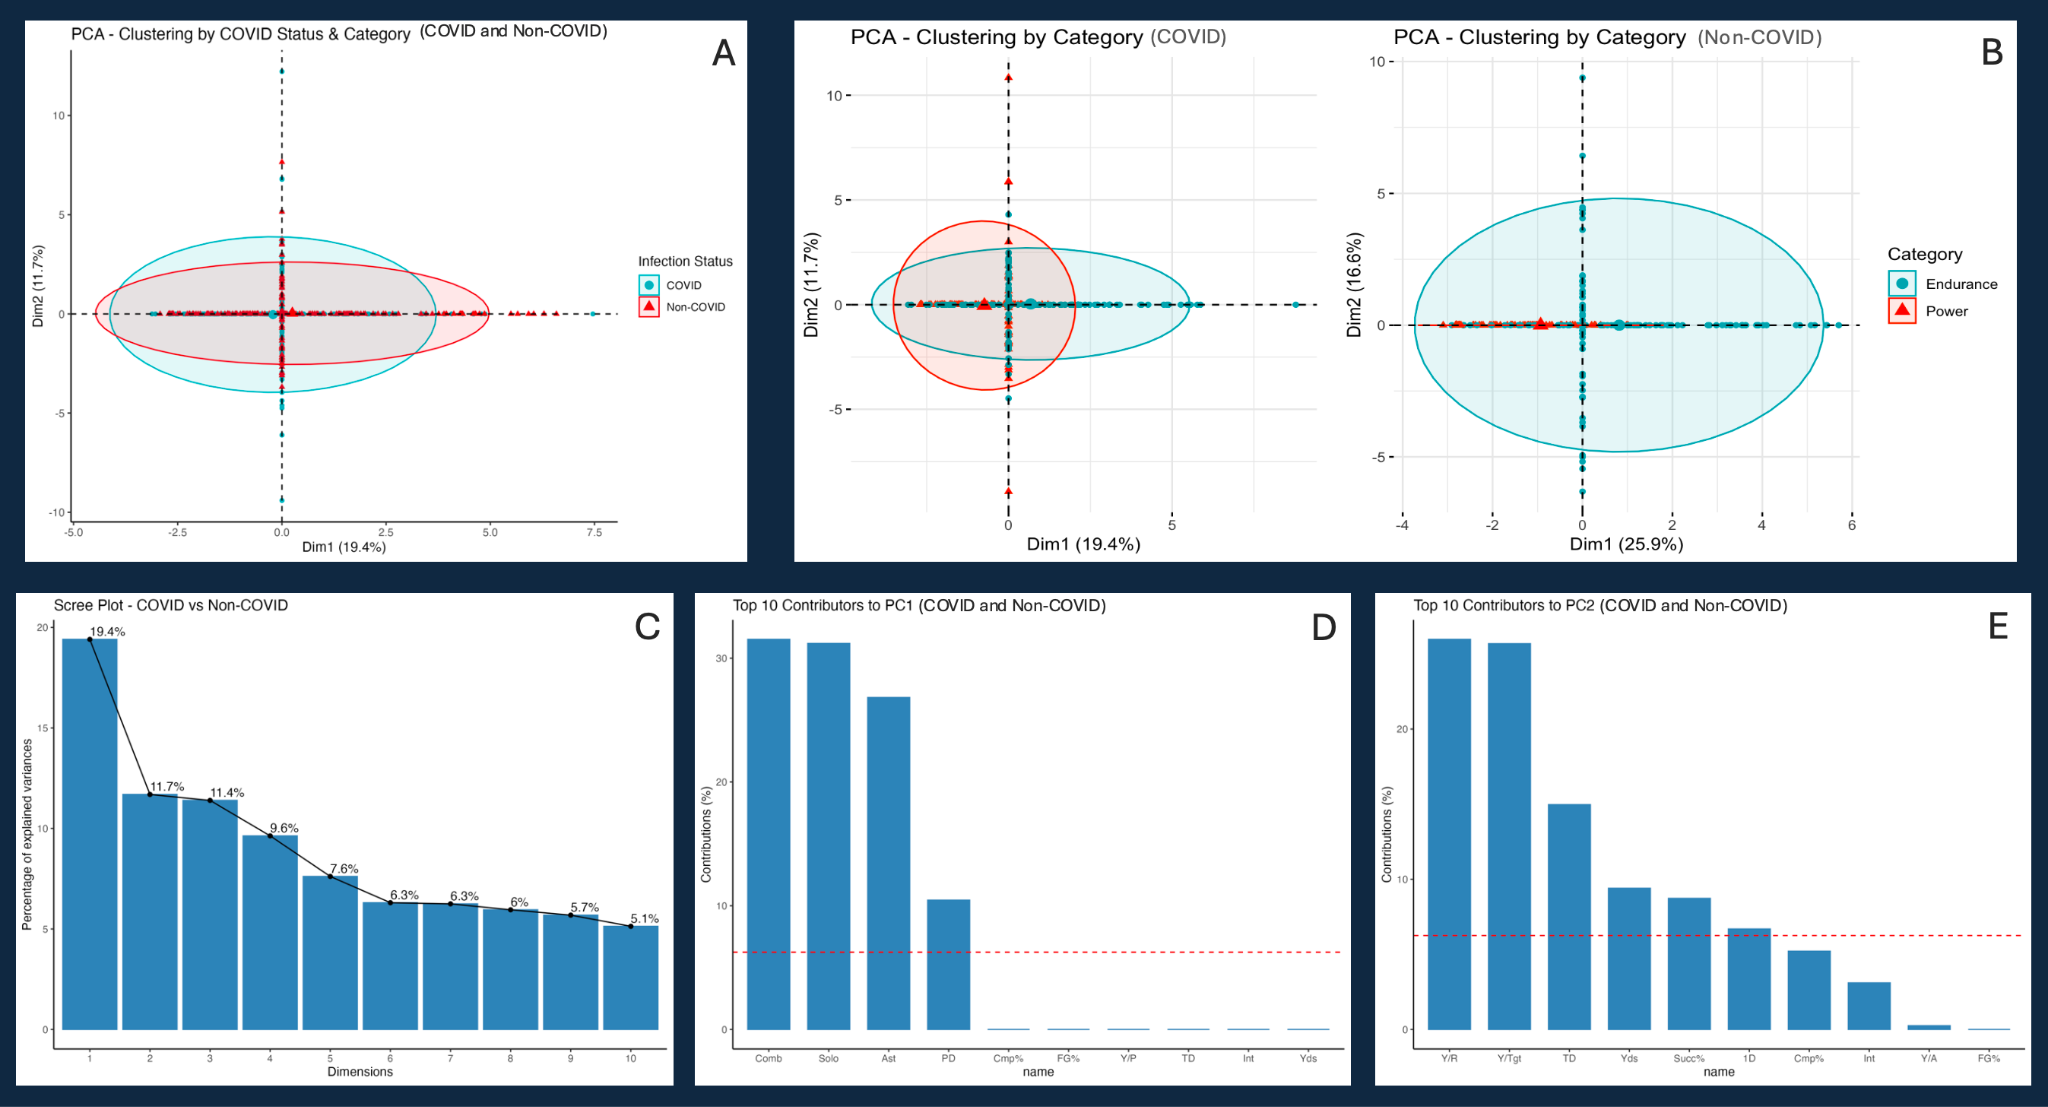 PCA - Clustering by COVID Status & Category (COVID and Non-COVID)
A
10
5
0
-5
-10
Dim2 (11.7%)
-5.0 -2.5 0.0 2.5 5.0 7.5
Dim1 (19.4%)
Infection Status
COVID
Non-COVID
PCA - Clustering by Category (COVID)
10
5
0
-5
Dim2 (11.7%)
0 5
Dim1 (19.4%)
PCA - Clustering by Category (Non-COVID)
B
10
5
0
-5
Dim2 (16.6%)
-4 -2 0 2 4 6
Dim1 (25.9%)
Category
Endurance
Power
Scree Plot - COVID vs Non-COVID
C
20
15
10
5
0
Percentage of explained variances
19.4%
11.7%
11.4%
9.6%
7.6%
6.3%
6.3%
6%
5.7%
5.1%
1 2 3 4 5 6 7 8 9 10
Dimensions
Top 10 Contributors to PC1 (COVID and Non-COVID)
D
30
20
10
0
Contributions (%)
Comb Solo Ast PD Cmp% FG% Y/P TD Int Yds
name
Top 10 Contributors to PC2 (COVID and Non-COVID)
E
20
10
0
Contributions (%)
Y/R Y/Tgt TD Yds Succ% 1D Cmp% Int Y/A FG%
name